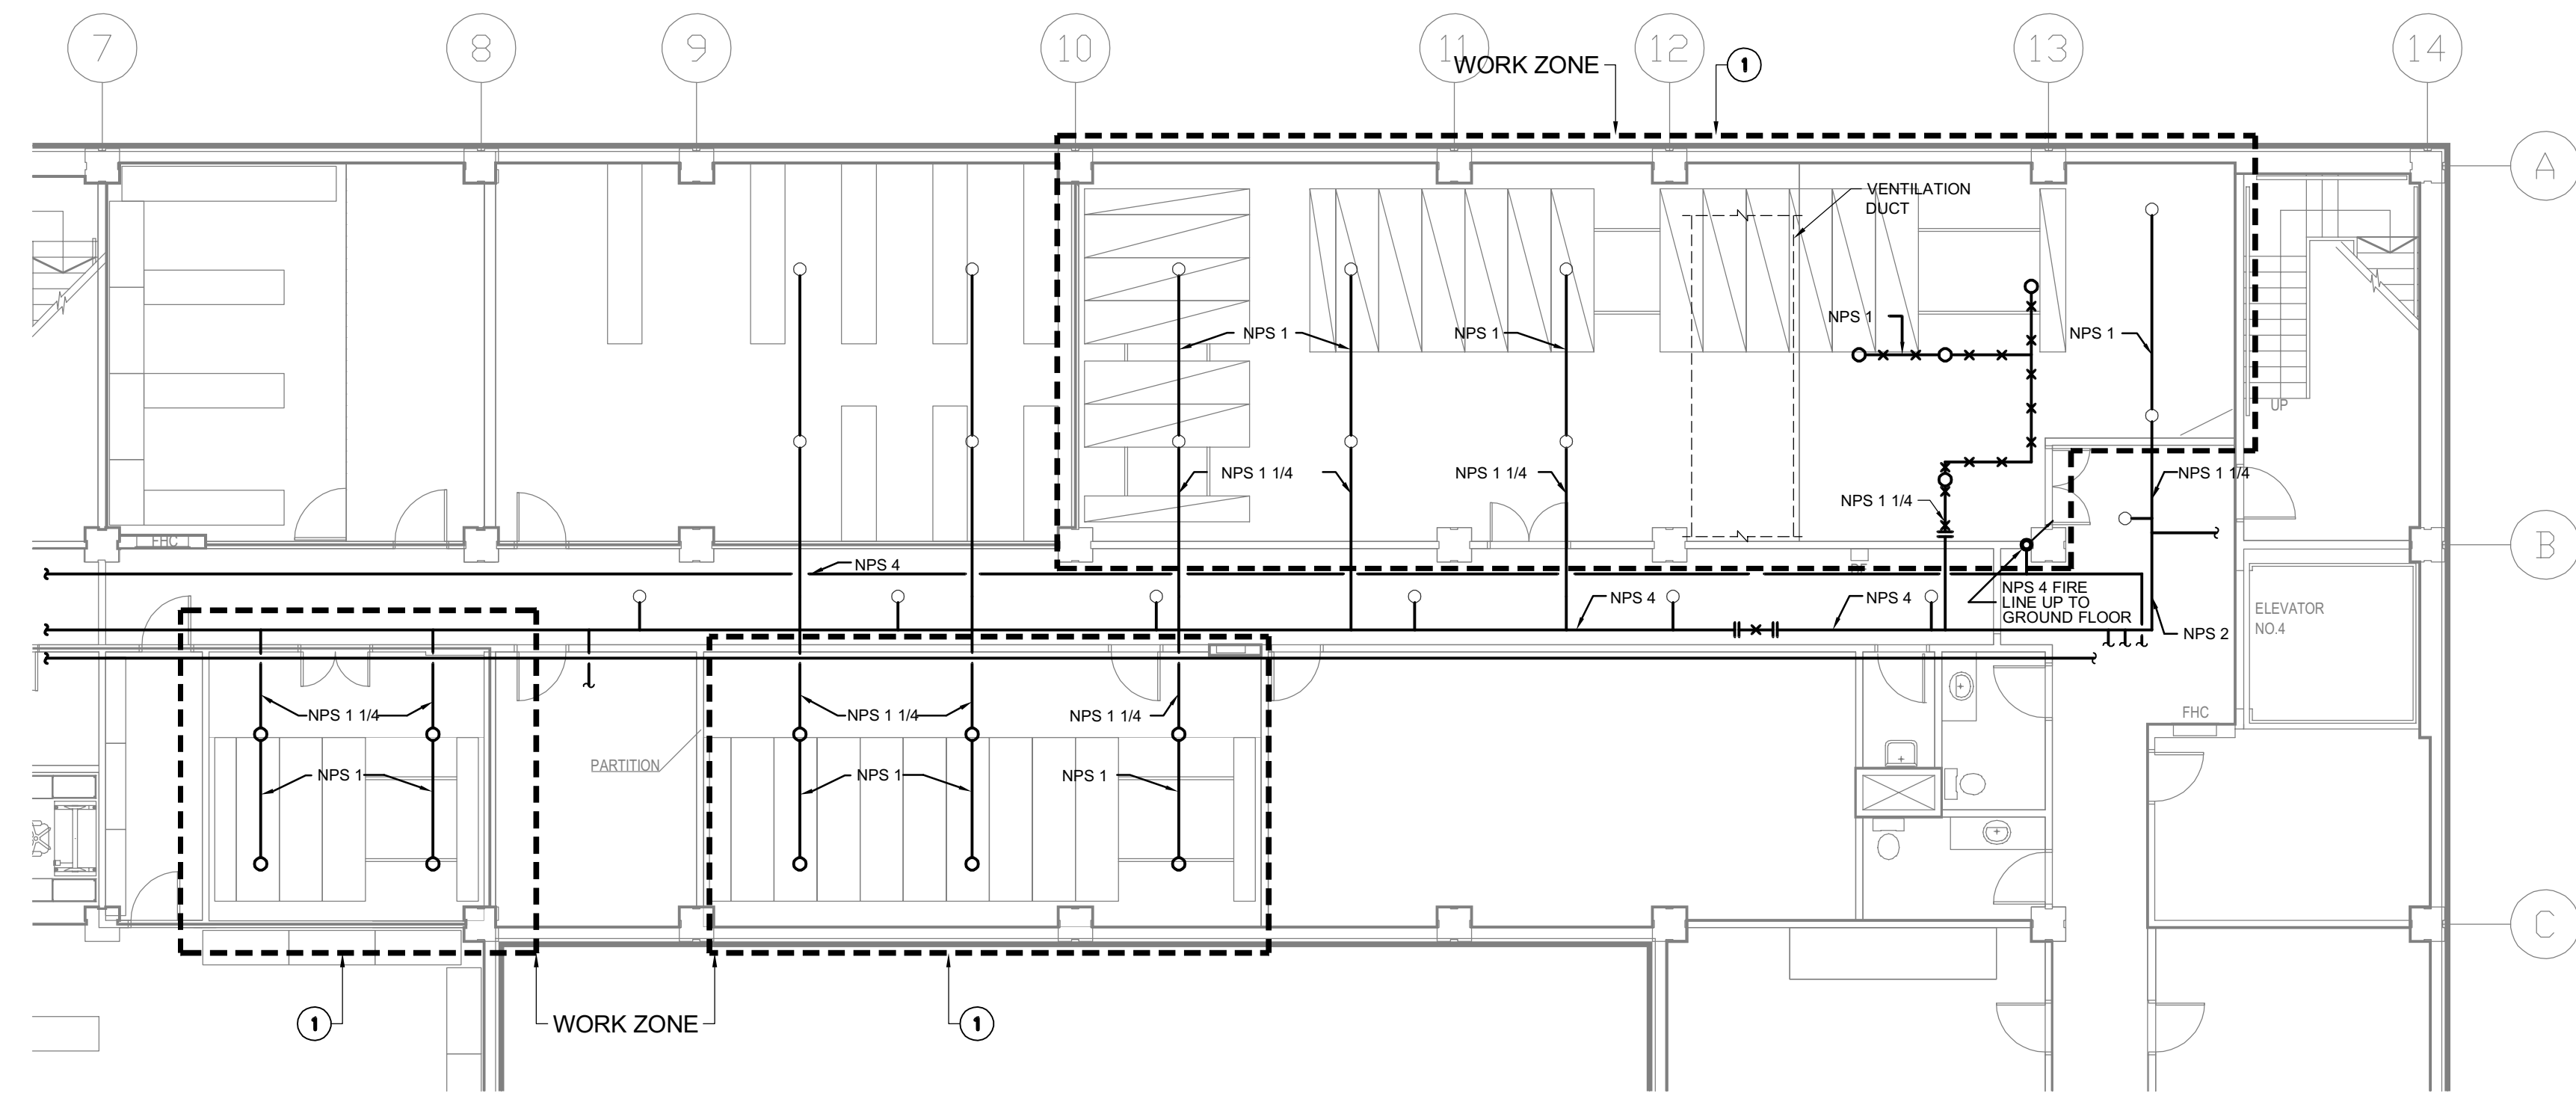 7
8
9
10
11
12
13
14
WORK ZONE
1
A
VENTILATION
DUCT
NPS 1
NPS 1
NPS 1
NPS 1
UP
NPS 1 1/4
NPS 1 1/4
NPS 1 1/4
NPS 1 1/4
FHC
B
NPS 4
NPS 4 FIRE
LINE UP TO
GROUND FLOOR
NPS 4
NPS 4
ELEVATOR
NO.4
NPS 2
NPS 1 1/4
NPS 1 1/4
NPS 1 1/4
FHC
PARTITION
NPS 1
NPS 1
NPS 1
C
1
WORK ZONE
1